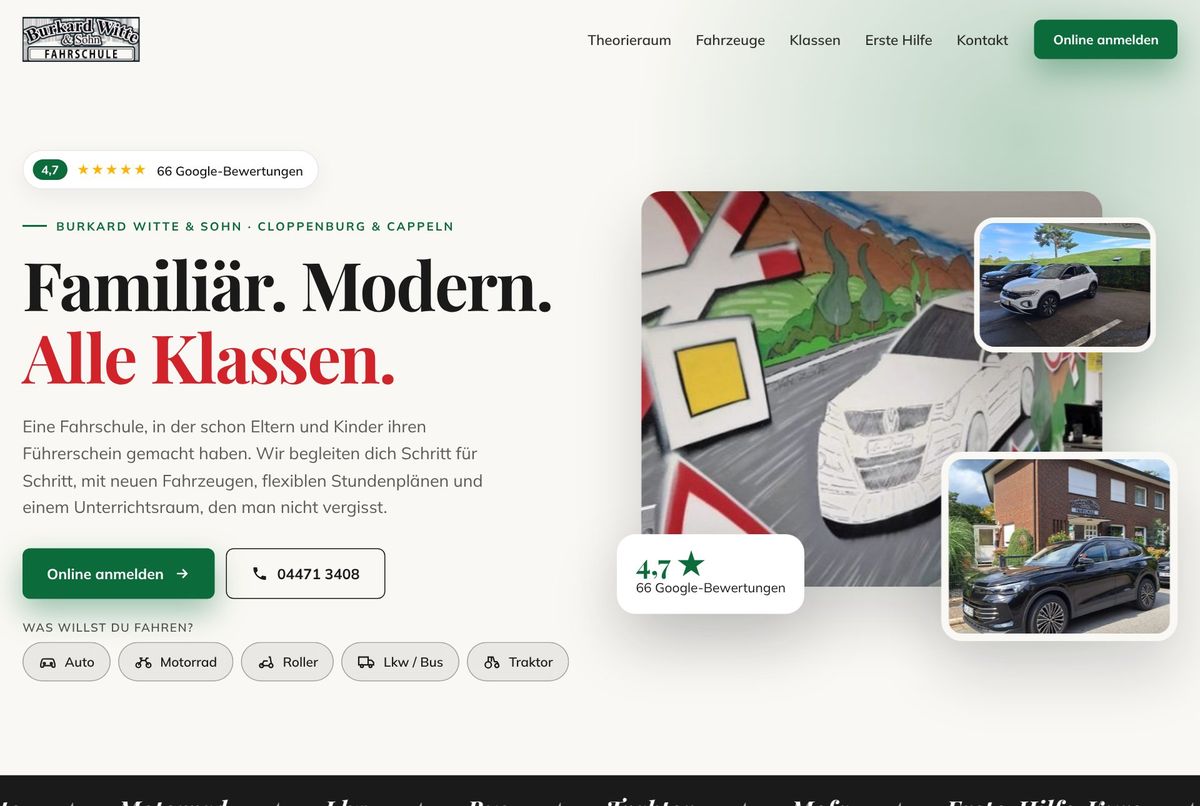 Burkard Witte
& Sohn
FAHRSCHULE
Theorieraum
Fahrzeuge
Klassen
Erste Hilfe
Kontakt
Online anmelden
4,7 ★★★★★ 66 Google-Bewertungen
BURKARD WITTE & SOHN · CLOPPENBURG & CAPPELN
Familiär. Modern.
Alle Klassen.
Eine Fahrschule, in der schon Eltern und Kinder ihren
Führerschein gemacht haben. Wir begleiten dich Schritt für
Schritt, mit neuen Fahrzeugen, flexiblen Stundenplänen und
einem Unterrichtsraum, den man nicht vergisst.
Online anmelden →
04471 3408
WAS WILLST DU FAHREN?
Auto
Motorrad
Roller
Lkw / Bus
Traktor
4,7 ★
66 Google-Bewertungen